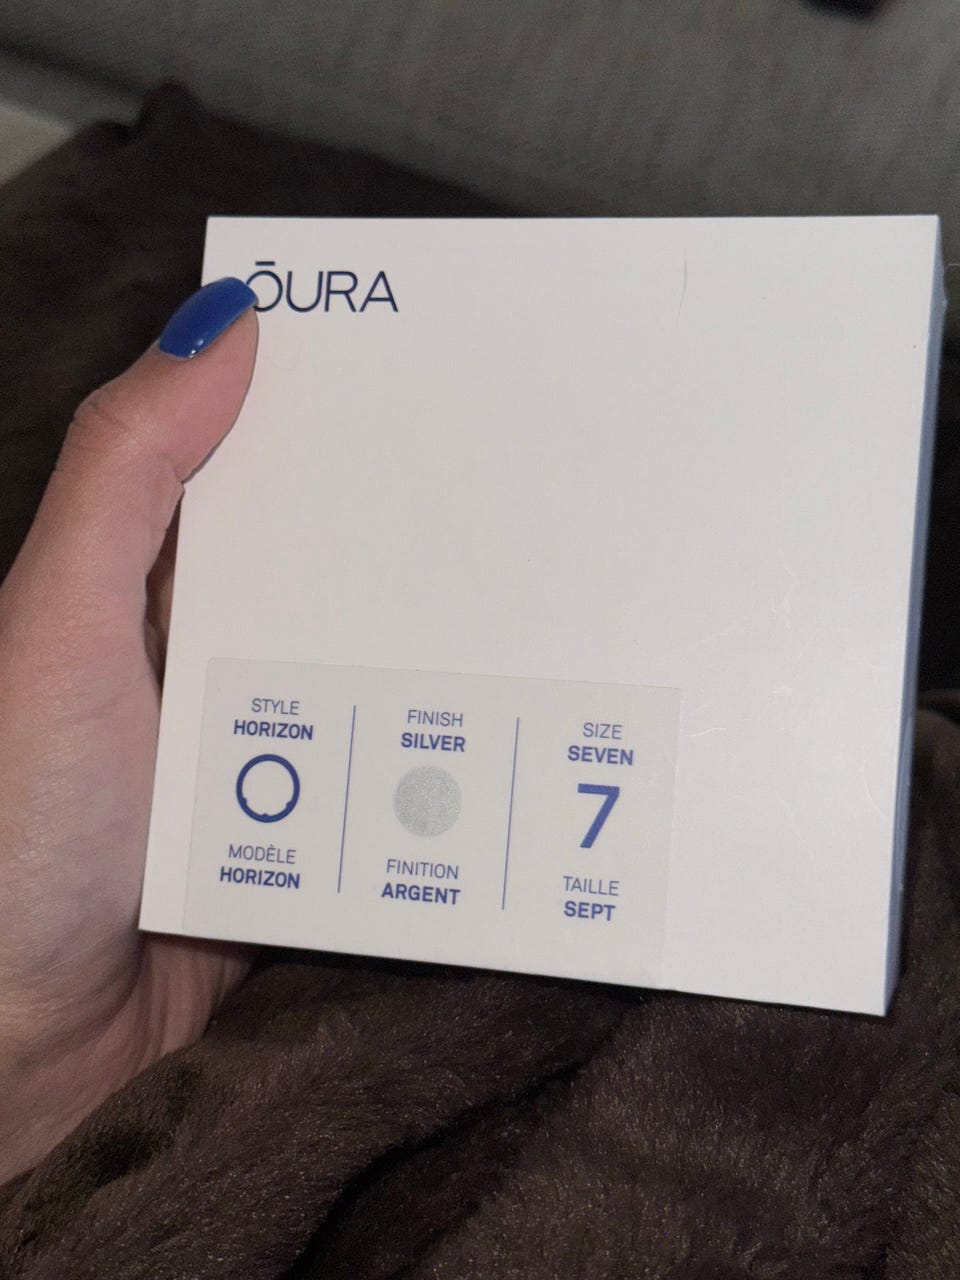 ŌURA
STYLE
HORIZON
MODÈLE
HORIZON
FINISH
SILVER
FINITION
ARGENT
SIZE
SEVEN
7
TAILLE
SEPT